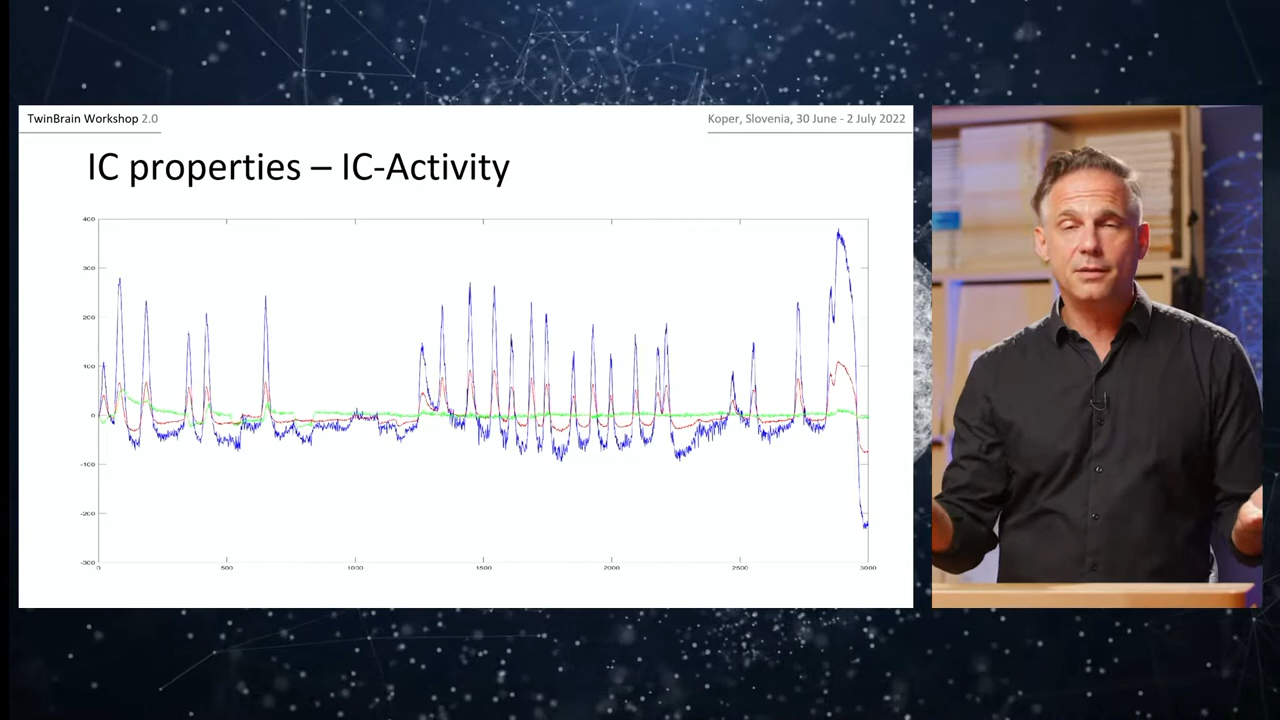 TwinBrain Workshop 2.0
Koper, Slovenia, 30 June - 2 July 2022
IC properties – IC-Activity
400
300
200
100
0
-100
-200
-300
0 500 1000 1500 2000 2500 3000